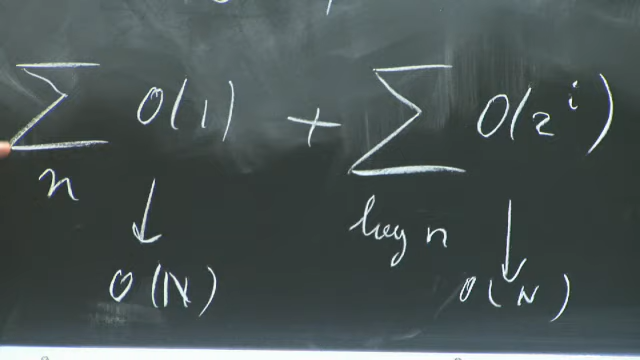 ∑ O(1) + ∑ O(2^i)
n log n
↓ ↓
O(N) O(N)